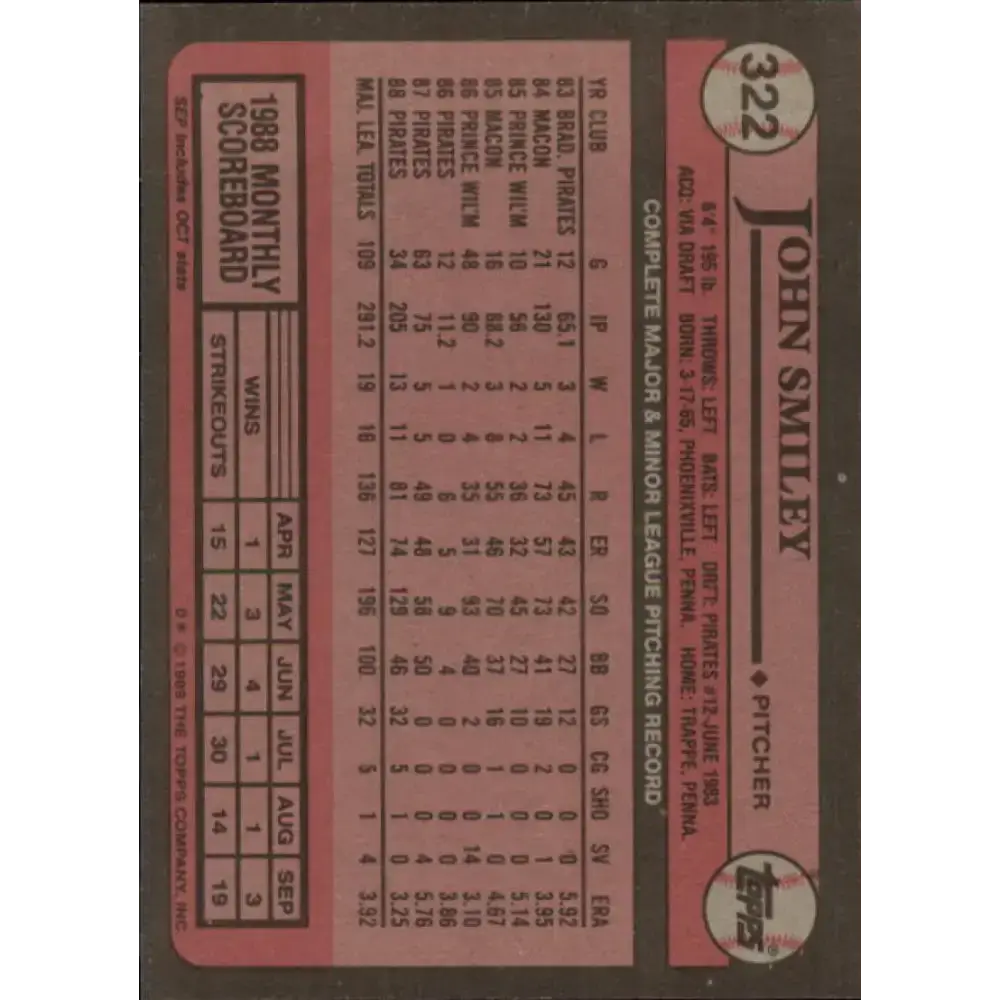 322
JOHN SMILEY ♦ PITCHER
topps®
6'4" 195 lb. THROWS: LEFT BATS: LEFT DRFT: PIRATES #12-JUNE 1983
ACQ: VIA DRAFT BORN: 3-17-65, PHOENIXVILLE, PENNA. HOME: TRAPPE, PENNA.
COMPLETE MAJOR & MINOR LEAGUE PITCHING RECORD
YR CLUB G IP W L R ER SO BB GS CG SHO SV ERA
83 BRAD. PIRATES 12 65.1 3 4 45 43 42 27 12 0 0 0 5.92
84 MACON 21 130 5 11 73 57 73 41 19 2 0 1 3.95
85 PRINCE WIL'M 10 56 2 2 36 32 45 27 10 0 0 0 5.14
85 MACON 16 88.2 3 8 55 46 70 37 16 1 1 0 4.67
86 PRINCE WIL'M 48 90 2 4 35 31 93 40 2 0 0 14 3.10
86 PIRATES 12 11.2 1 0 6 5 9 4 0 0 0 0 3.86
87 PIRATES 63 75 5 5 49 48 58 50 0 0 0 4 5.76
88 PIRATES 34 205 13 11 81 74 129 46 32 5 1 0 3.25
MAJ. LEA. TOTALS 109 291.2 19 16 136 127 196 100 32 5 1 4 3.92
1988 MONTHLY
SCOREBOARD
APR MAY JUN JUL AUG SEP
WINS 1 3 4 1 1 3
STRIKEOUTS 15 22 29 30 14 19
SEP includes OCT stats
D* © 1989 THE TOPPS COMPANY, INC